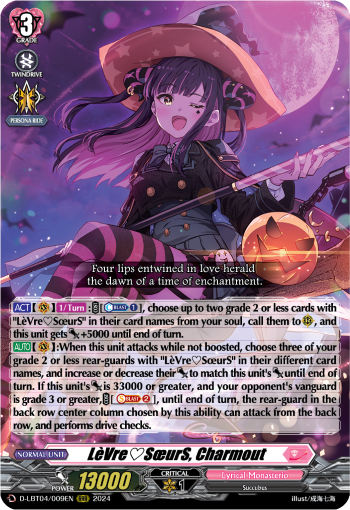 3
GRADE
TWINDRIVE
PERSONA RIDE
Four lips entwined in love herald
the dawn of a time of enchantment.
ACT 1/Turn : BLAST 1 , choose up to two grade 2 or less cards with
"LèVre♡SœurS" in their card names from your soul, call them to , and
this unit gets +5000 until end of turn.
AUTO :When this unit attacks while not boosted, choose three of your
grade 2 or less rear-guards with "LèVre♡SœurS" in their different card
names, and increase or decrease their to match this unit's until end of
turn. If this unit's is 33000 or greater, and your opponent's vanguard
is grade 3 or greater, BLAST 2 , until end of turn, the rear-guard in the
back row center column chosen by this ability can attack from the back
row, and performs drive checks.
NORMAL UNIT
LèVre♡SœurS, Charmout
POWER 13000 CRITICAL 1
Lyrical Monasterio
Succubus
D-LBT04/009EN RRR 2024 illust/成海七海